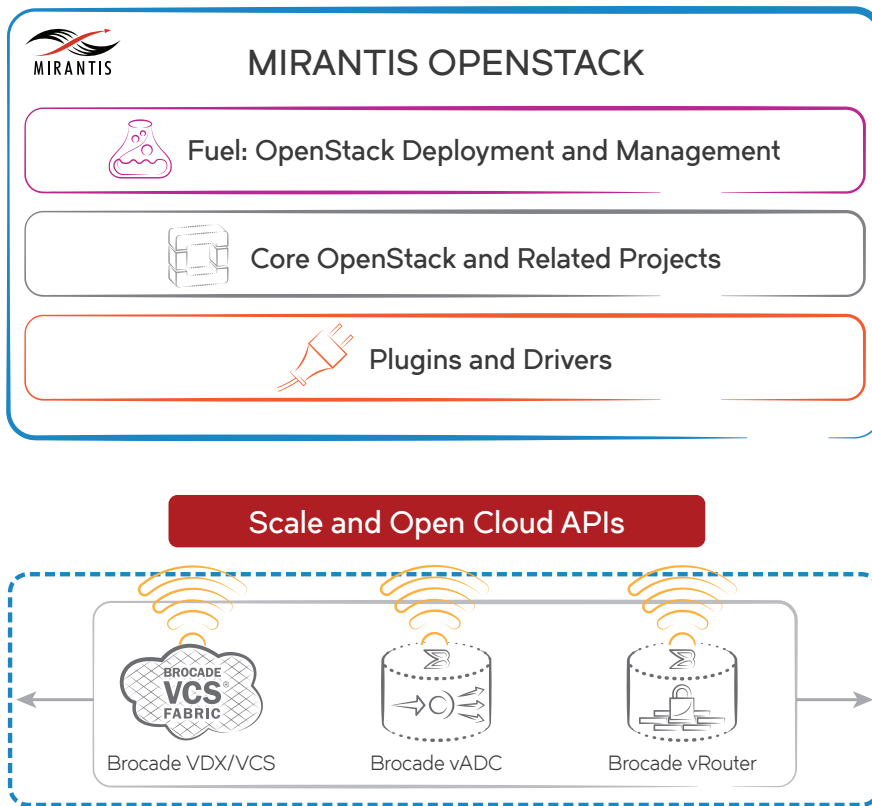 MIRANTIS
MIRANTIS OPENSTACK
Fuel: OpenStack Deployment and Management
Core OpenStack and Related Projects
Plugins and Drivers
Scale and Open Cloud APIs
BROCADE
VCS®
FABRIC
Brocade VDX/VCS
Brocade vADC
Brocade vRouter